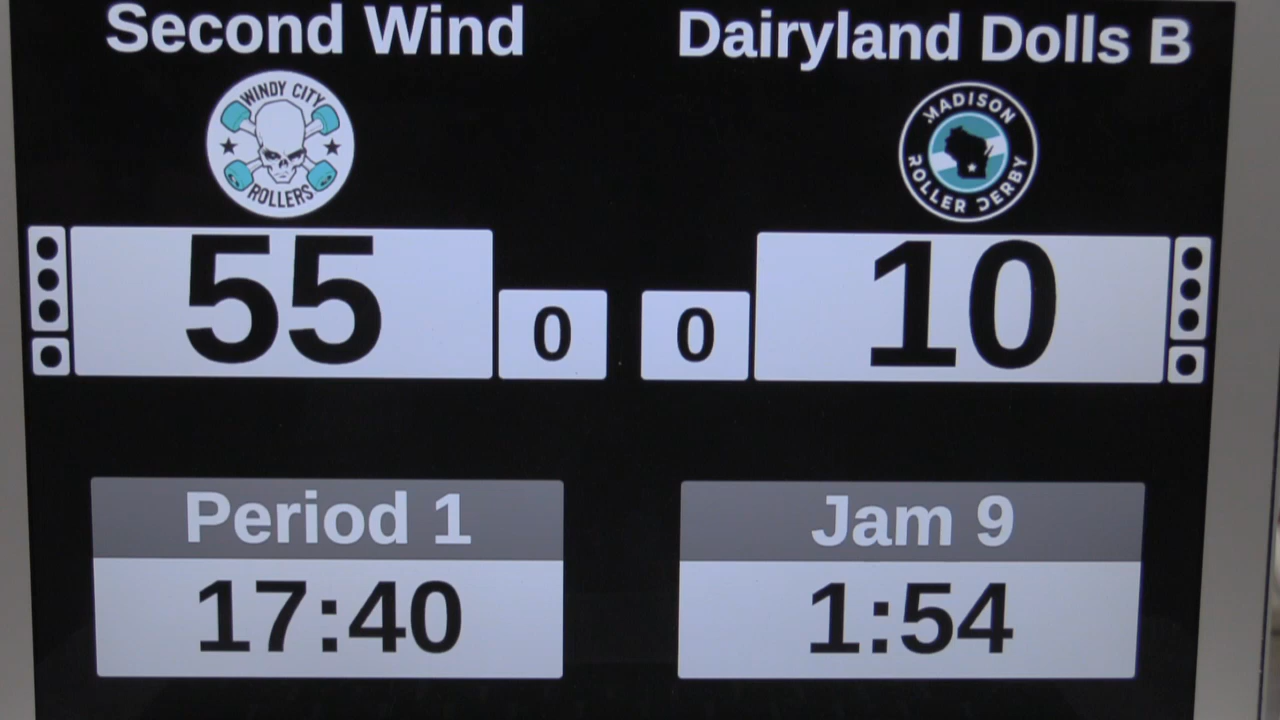 Second Wind
Dairyland Dolls B
WINDY CITY
ROLLERS
MADISON
ROLLER DERBY
55
0
0
10
Period 1
Jam 9
17:40
1:54